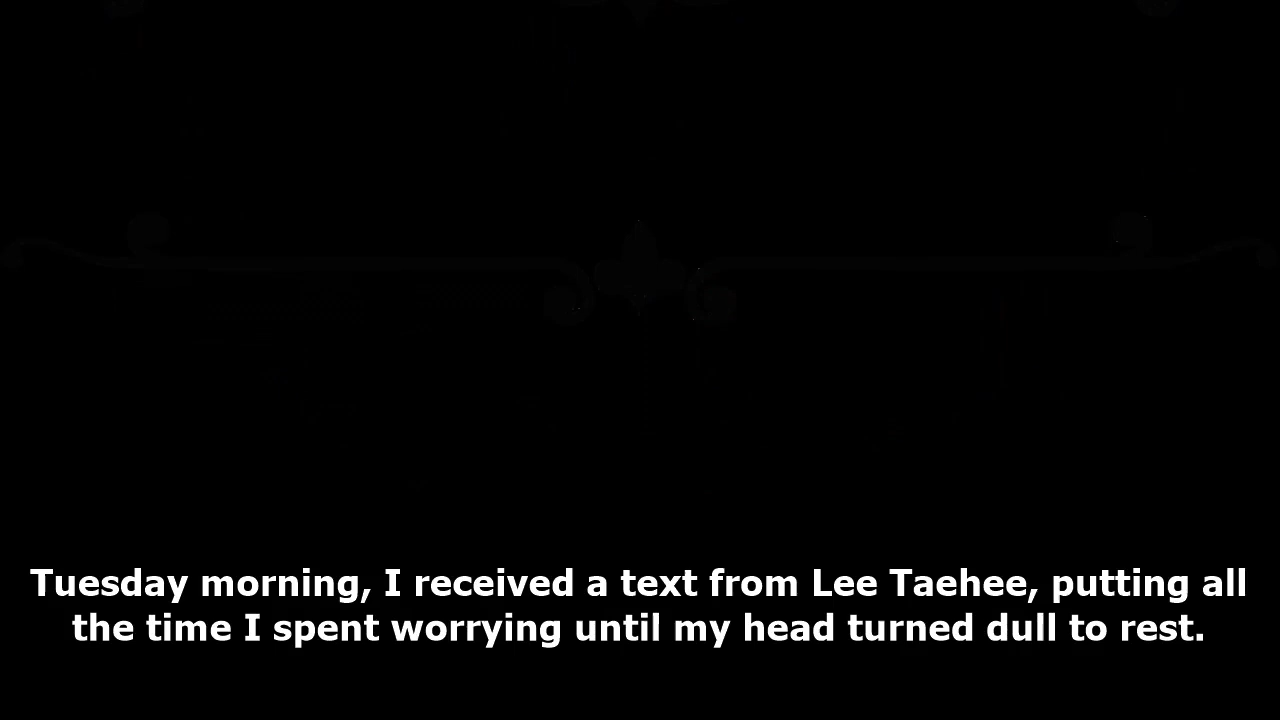 Tuesday morning, I received a text from Lee Taehee, putting all
the time I spent worrying until my head turned dull to rest.